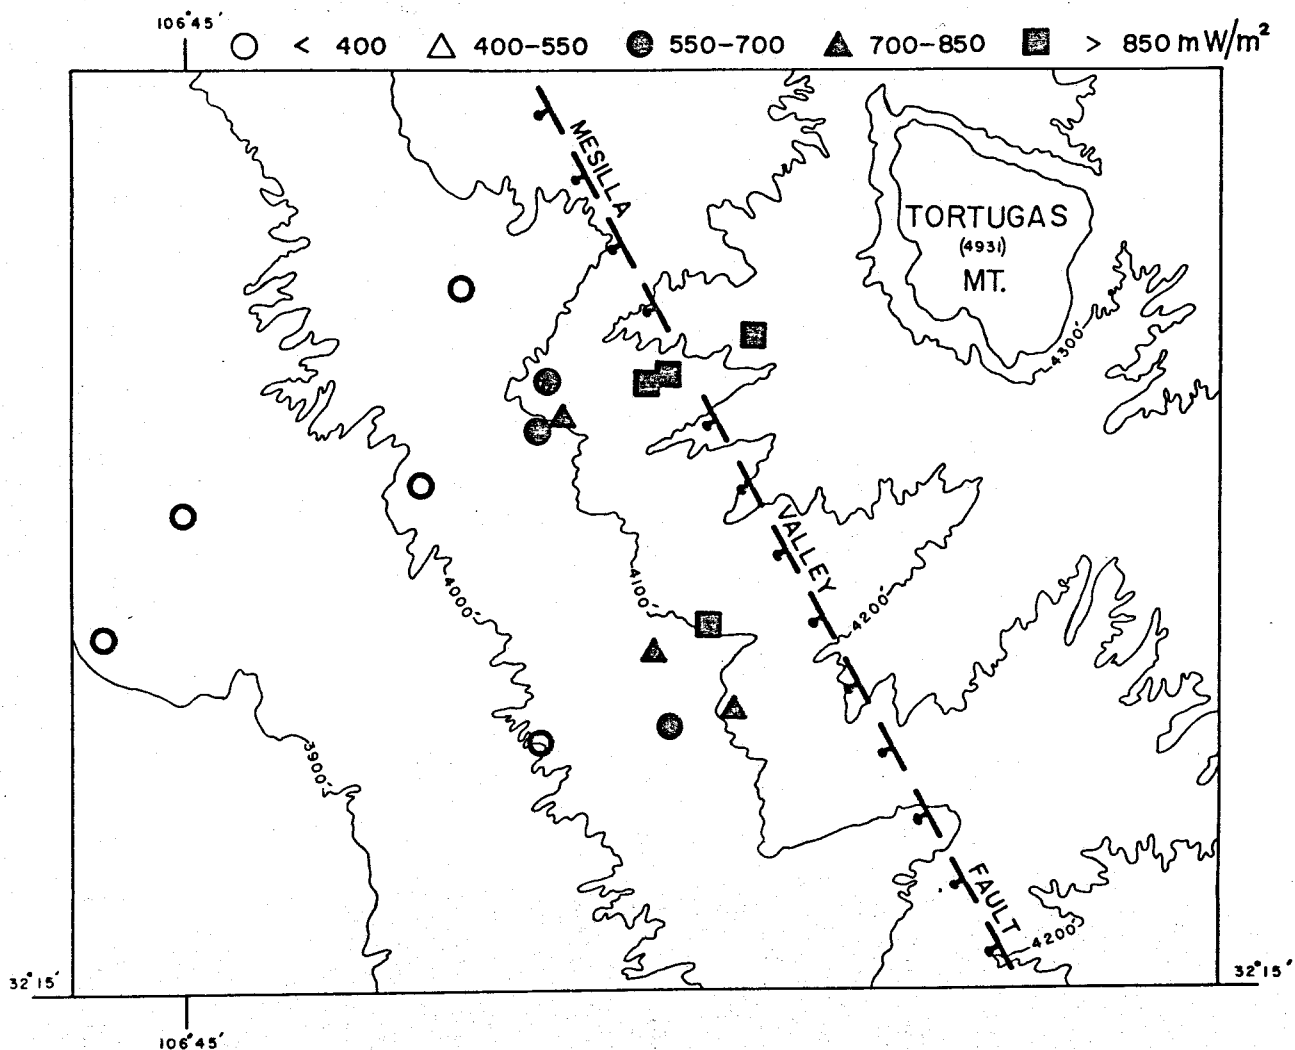 106°45'
< 400 400-550 550-700 700-850 > 850 mW/m²
MESILLA
TORTUGAS
(4931)
MT.
4300'
VALLEY
4000'
4100'
4200'
3900'
FAULT
4200'
32°15' 32°15'
106°45'